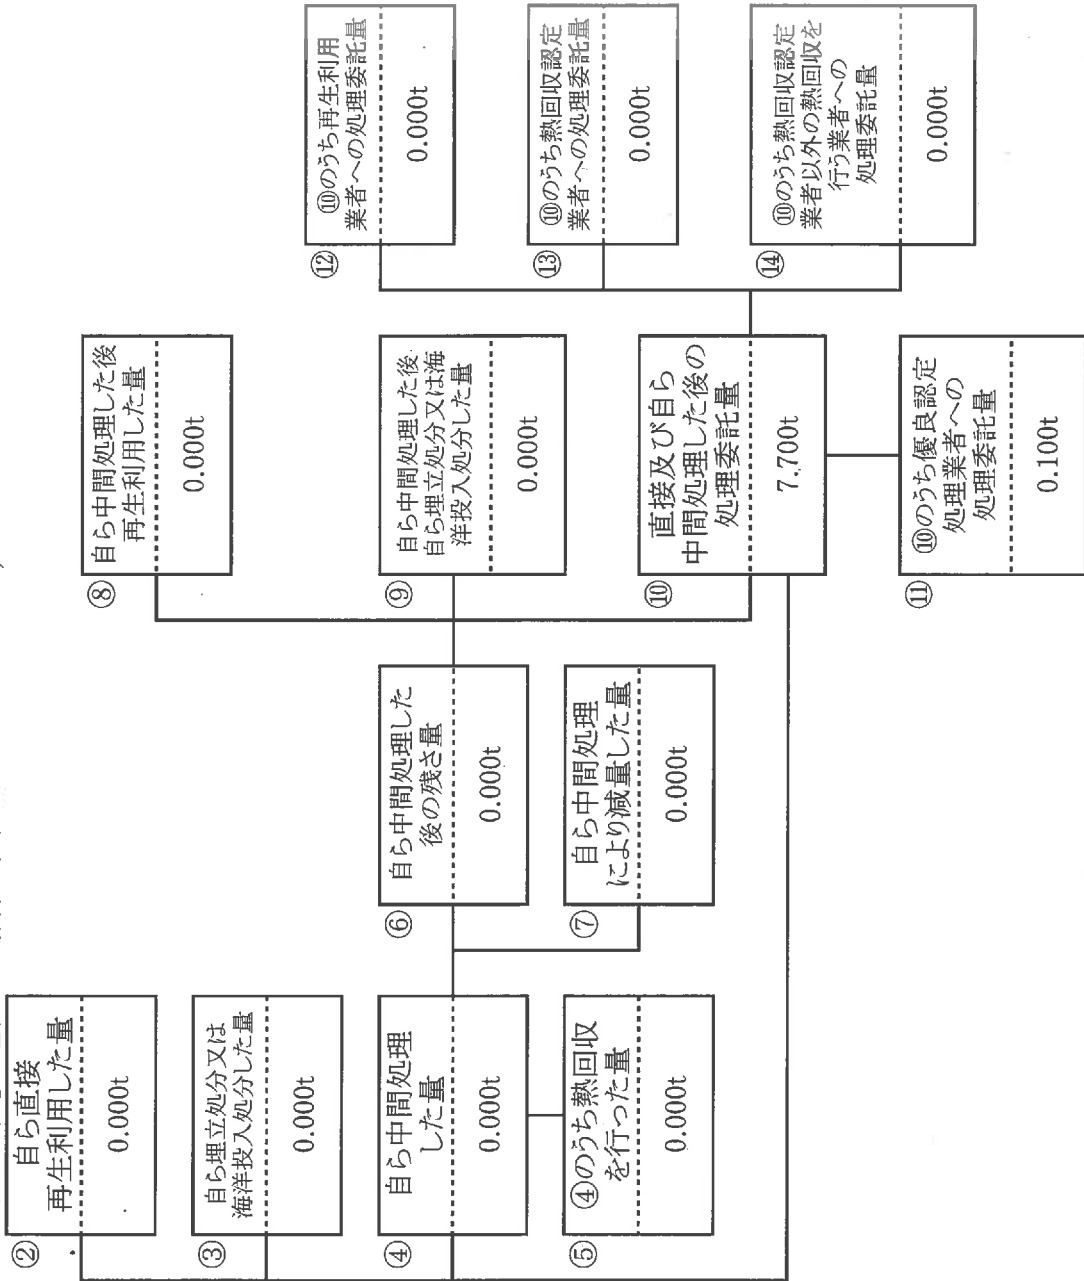 ②
自ら直接
再生利用した量
0.000t
③
自ら埋立処分又は
海洋投入処分した量
0.000t
④
自ら中間処理
した量
0.000t
⑤
④のうち熱回収
を行った量
0.000t
⑥
自ら中間処理した
後の残さ量
0.000t
⑦
自ら中間処理
により減量した量
0.000t
⑧
自ら中間処理した後
再生利用した量
0.000t
⑨
自ら中間処理した後
自ら埋立処分又は海
洋投入処分した量
0.000t
⑩
直接及び自ら
中間処理した後の
処理委託量
7.700t
⑪
⑩のうち優良認定
処理業者への
処理委託量
0.100t
⑫
⑩のうち再生利用
業者への処理委託量
0.000t
⑬
⑩のうち熱回収認定
業者への処理委託量
0.000t
⑭
⑩のうち熱回収認定
業者以外の熱回収を
行う業者への
処理委託量
0.000t